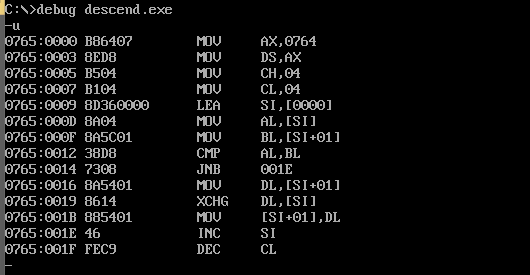 C:\>debug descend.exe
-u
0765:0000 B86407 MOV AX,0764
0765:0003 8ED8 MOV DS,AX
0765:0005 B504 MOV CH,04
0765:0007 B104 MOV CL,04
0765:0009 8D360000 LEA SI,[0000]
0765:000D 8A04 MOV AL,[SI]
0765:000F 8A5C01 MOV BL,[SI+01]
0765:0012 38D8 CMP AL,BL
0765:0014 7308 JNB 001E
0765:0016 8A5401 MOV DL,[SI+01]
0765:0019 8614 XCHG DL,[SI]
0765:001B 885401 MOV [SI+01],DL
0765:001E 46 INC SI
0765:001F FEC9 DEC CL
-